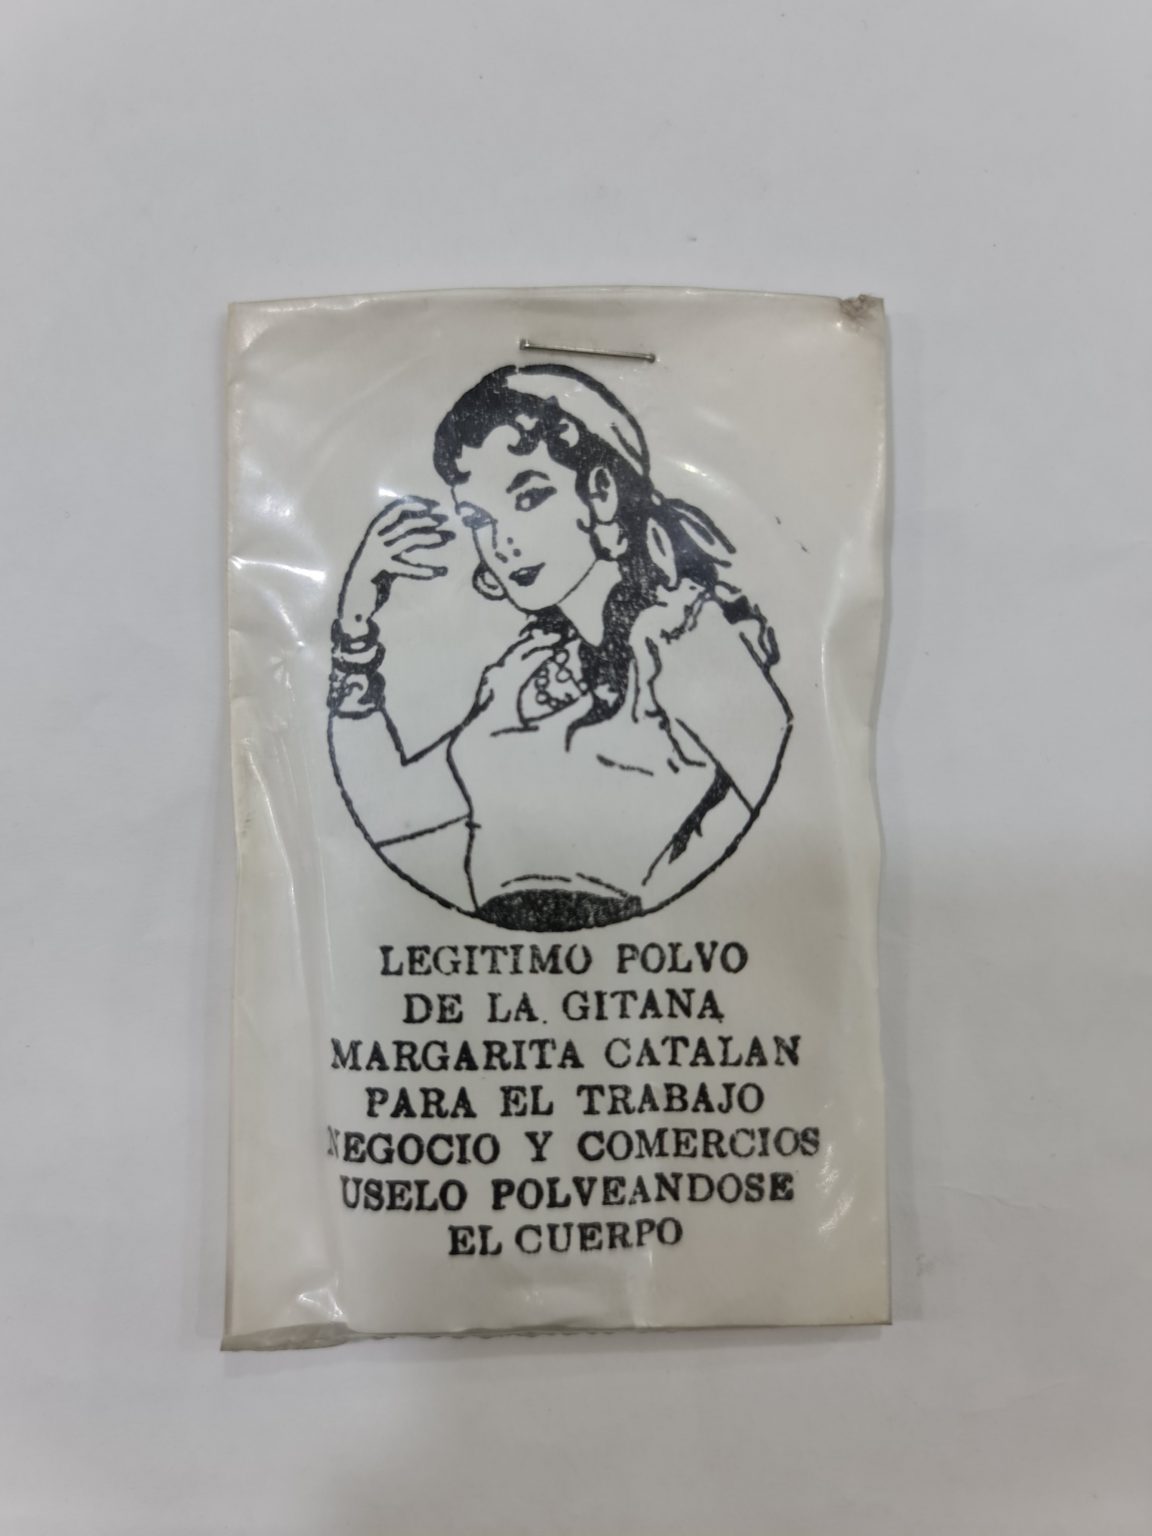 LEGITIMO POLVO
DE LA GITANA
MARGARITA CATALAN
PARA EL TRABAJO
NEGOCIO Y COMERCIOS
USELO POLVEANDOSE
EL CUERPO